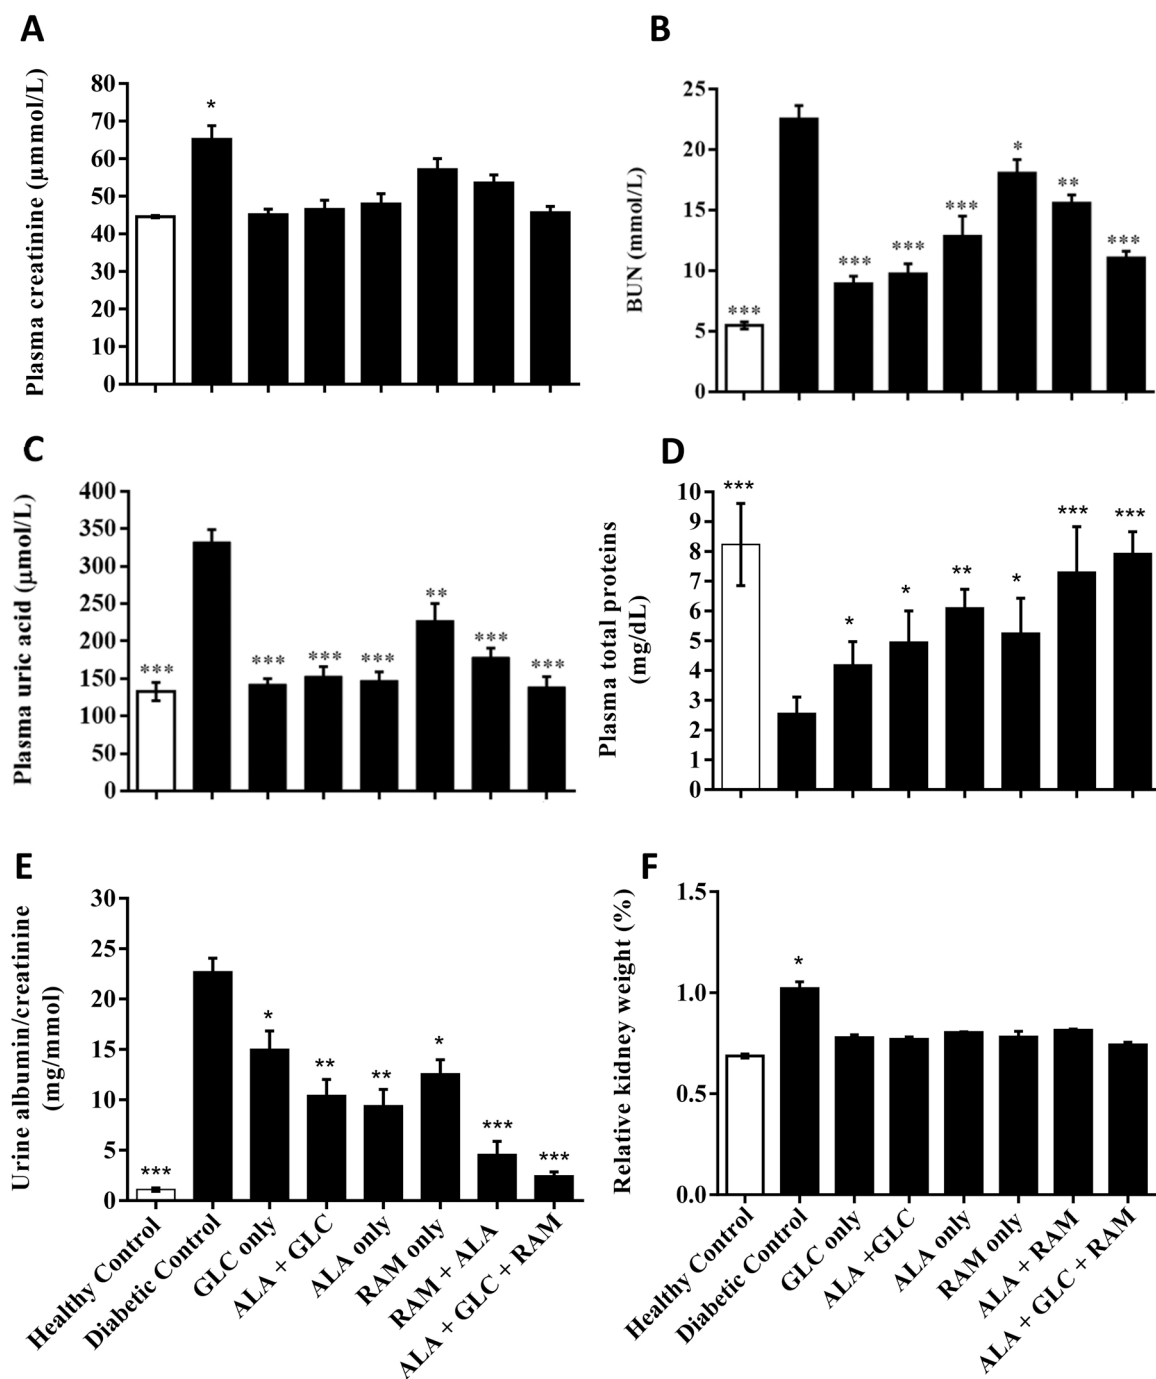 A
Plasma creatinine (μmmol/L)
80
70
60
50
40
30
20
10
0
*
B
BUN (mmol/L)
25
20
15
10
5
0
***
***
***
***
*
**
***
C
Plasma uric acid (μmol/L)
400
350
300
250
200
150
100
50
0
***
***
***
***
**
***
***
D
Plasma total proteins
(mg/dL)
10
9
8
7
6
5
4
3
2
1
0
***
*
*
**
*
***
***
E
Urine albumin/creatinine
(mg/mmol)
30
25
20
15
10
5
0
***
*
**
**
*
***
***
Healthy Control
Diabetic Control
GLC only
ALA + GLC
ALA only
RAM only
RAM + ALA
ALA + GLC + RAM
F
Relative kidney weight (%)
1.5
1.0
0.5
0.0
*
Healthy Control
Diabetic Control
GLC only
ALA +GLC
ALA only
RAM only
ALA + RAM
ALA + GLC + RAM